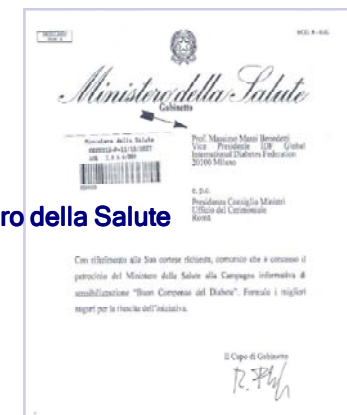 Ministero della Salute
Gabinetto
Ministero della Salute
Prof. Massimo Massi Benedetti
Vice Presidente IDF Global
International Diabetes Federation
20100 Milano
e, p.c.
Presidenza Consiglio Ministri
Ufficio del Cerimoniale
Roma
ro della Salute
Con riferimento alla Sua cortese richiesta, comunico che è concesso il
patrocinio del Ministero della Salute alla Campagna informativa di
sensibilizzazione "Buon Compenso del Diabete". Formulo i migliori
auguri per la riuscita dell'iniziativa.
Il Capo di Gabinetto